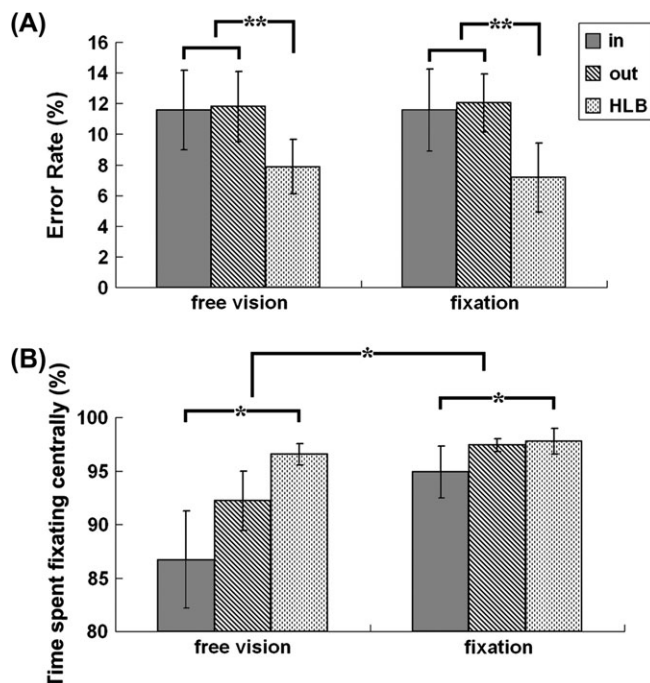 (A)
**
**
16
14
12
10
8
6
4
2
0
Error Rate (%)
free vision
fixation
in
out
HLB
(B)
*
*
*
100
95
90
85
80
Time spent fixating centrally (%)
free vision
fixation